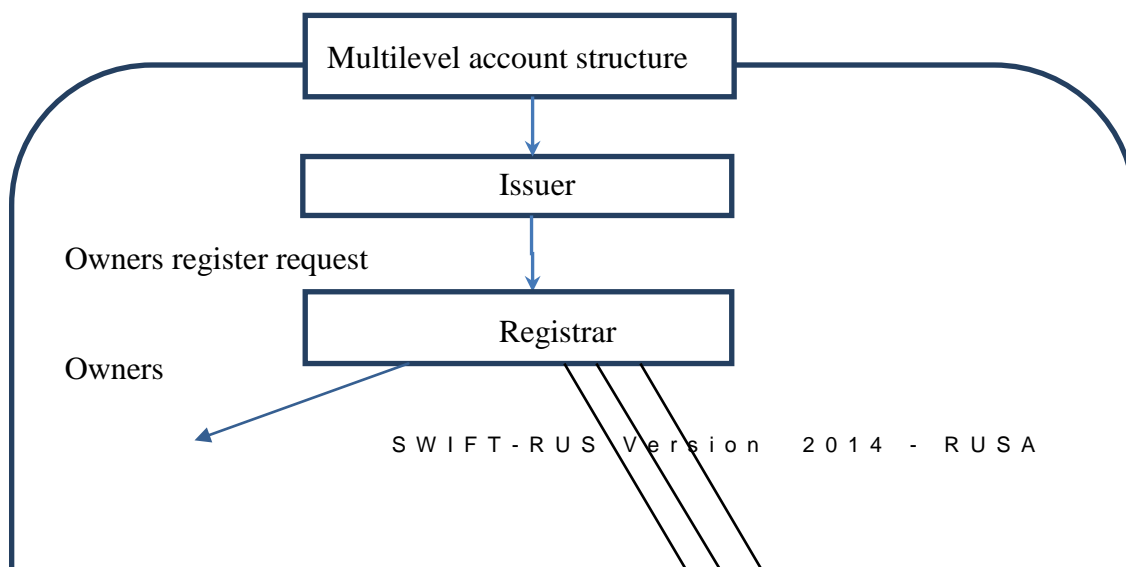 Multilevel account structure
Issuer
Owners register request
Registrar
Owners
SWIFT-RUS Version 2014 - RUSA